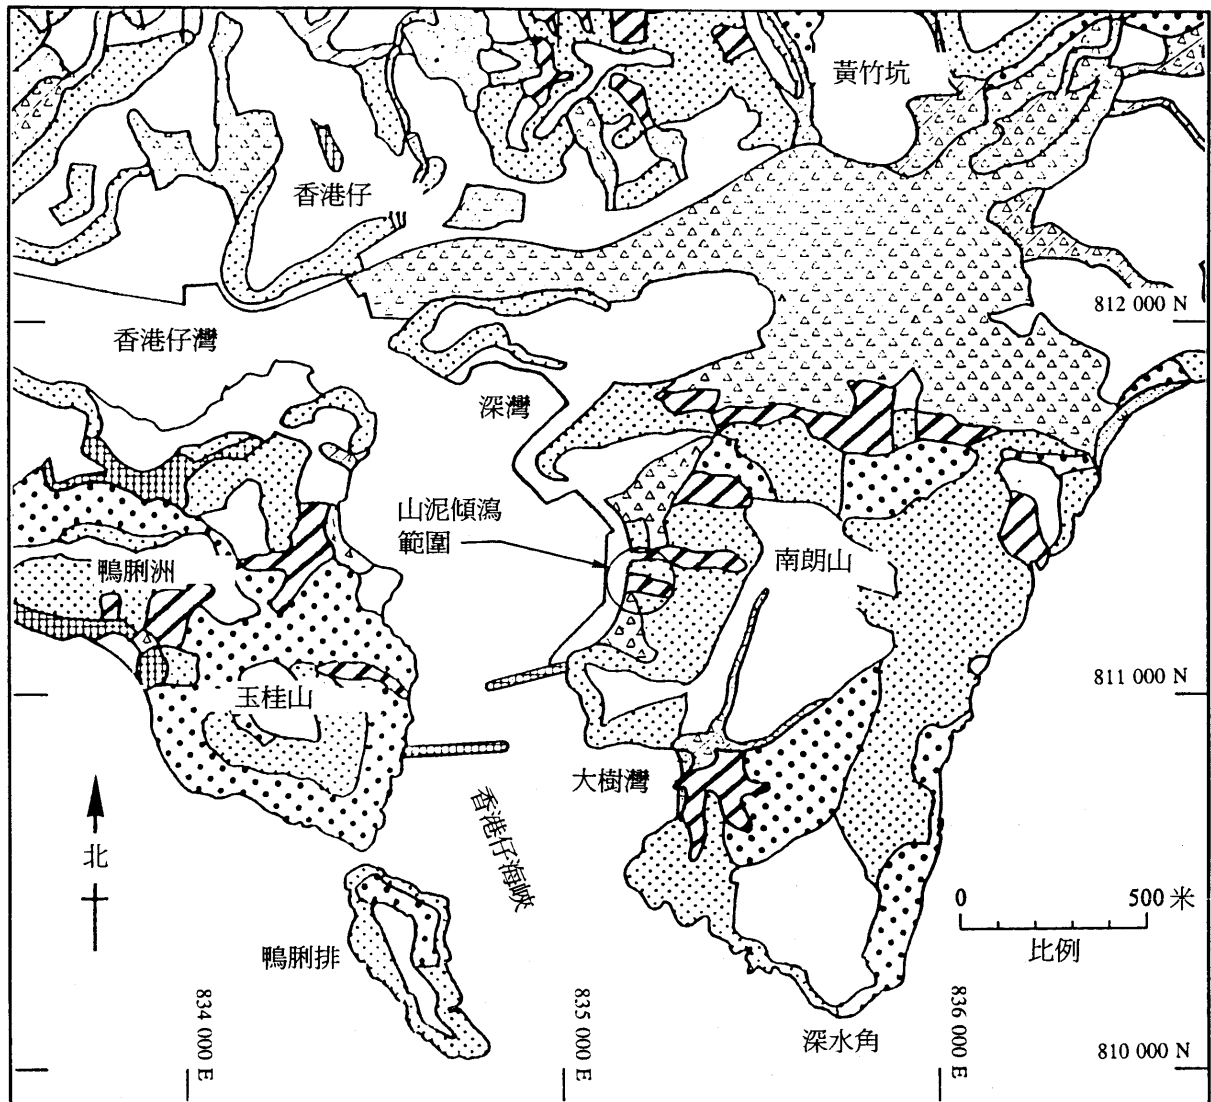 黃竹坑
香港仔
812 000 N
香港仔灣
深灣
山泥傾瀉
範圍
南朗山
鴨脷洲
811 000 N
玉桂山
大樹灣
香港仔海峽
北
0 500 米
比例
鴨脷排
834 000 E
835 000 E
836 000 E
深水角
810 000 N